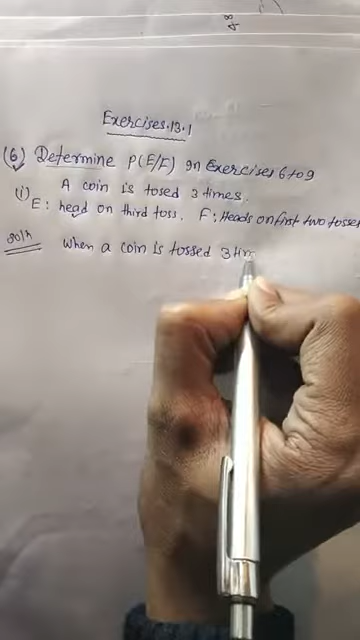 Exercises.13.1
(6) Determine P(E/F) in Exercises 6 to 9
(i) A coin is tosed 3 times.
E: head on third toss. F: Heads on first two tosses
soln when a coin is tossed 3 tim